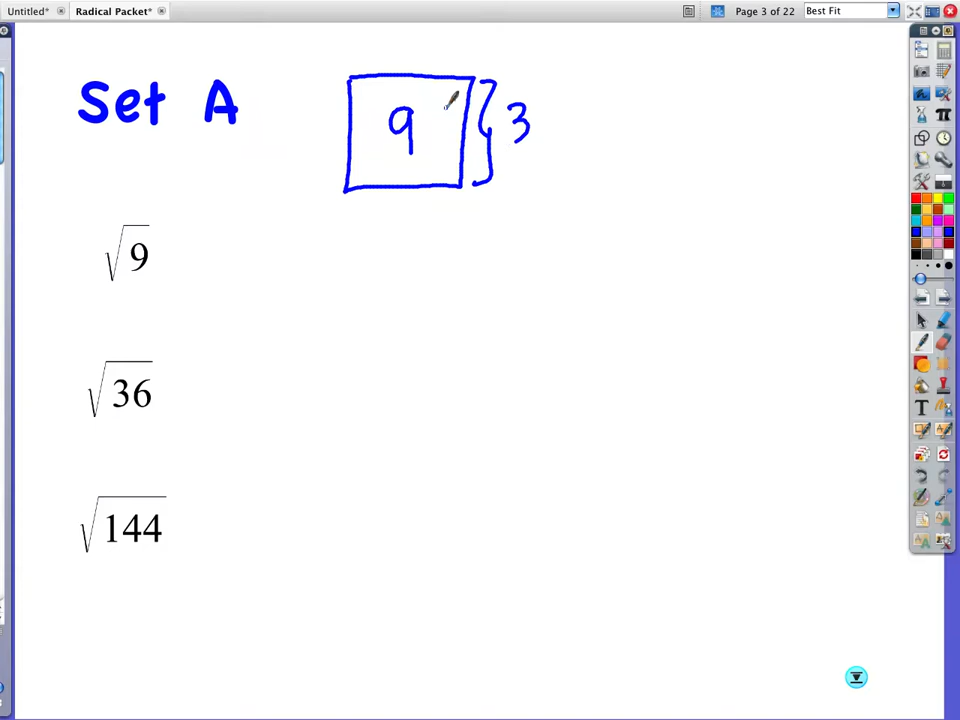 Untitled* Radical Packet* Page 3 of 22 Best Fit
Set A 9 3
√9
√36
√144